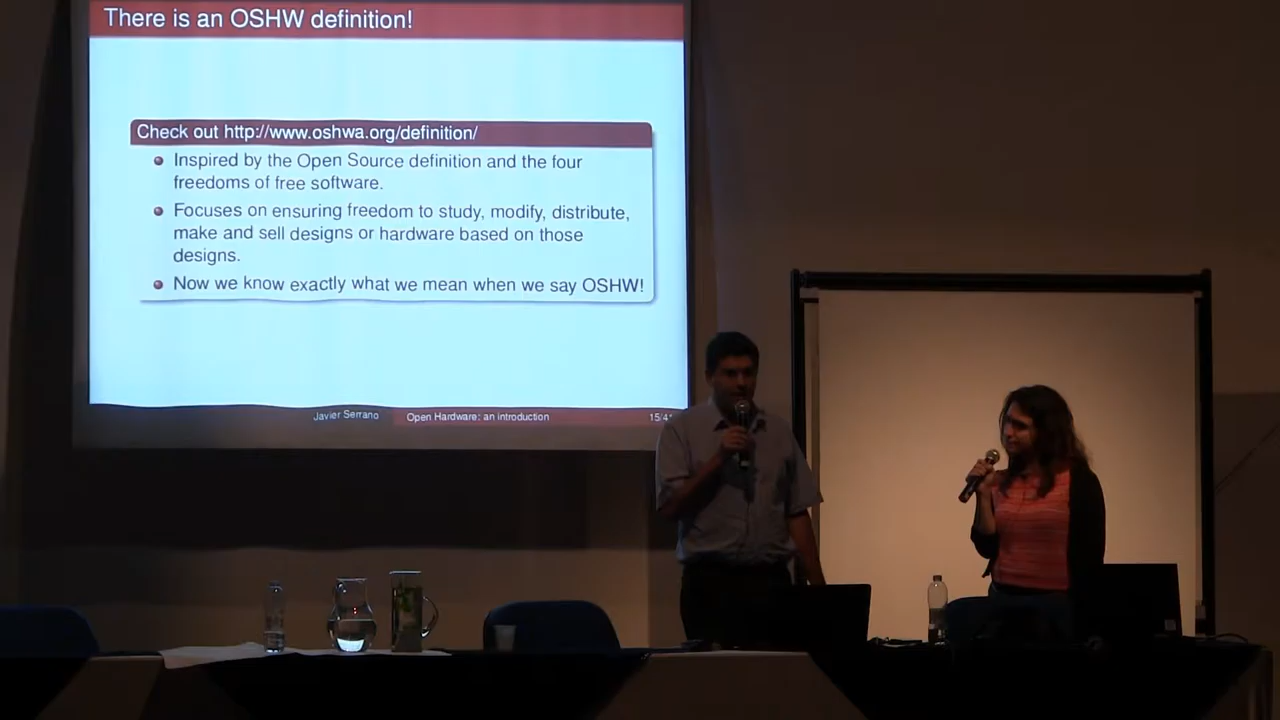 There is an OSHW definition!
Check out http://www.oshwa.org/definition/
Inspired by the Open Source definition and the four
freedoms of free software.
Focuses on ensuring freedom to study, modify, distribute,
make and sell designs or hardware based on those
designs.
Now we know exactly what we mean when we say OSHW!
Javier Serrano
Open Hardware: an introduction